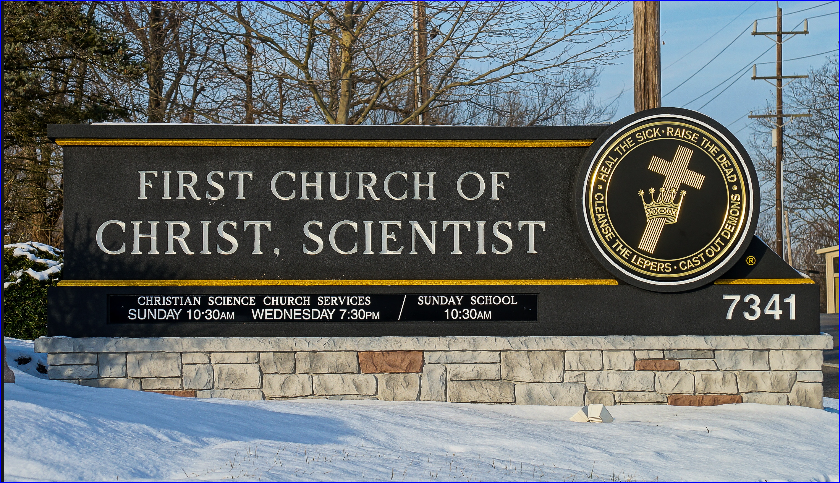 FIRST CHURCH OF
CHRIST, SCIENTIST
HEAL THE SICK · RAISE THE DEAD ·
CLEANSE THE LEPERS · CAST OUT DEMONS ·
®
CHRISTIAN SCIENCE CHURCH SERVICES / SUNDAY SCHOOL
SUNDAY 10:30AM WEDNESDAY 7:30PM 10:30AM
7341